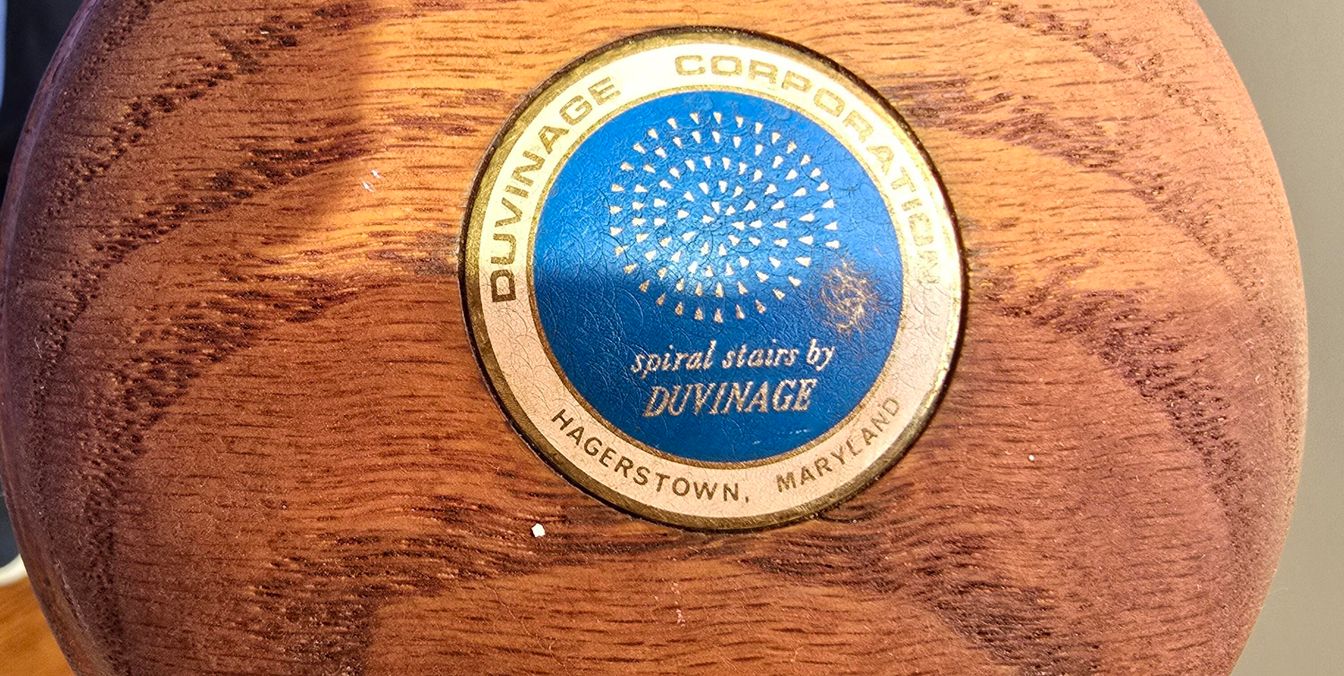 DUVINAGE CORPORATION
spiral stairs by
DUVINAGE
HAGERSTOWN, MARYLAND